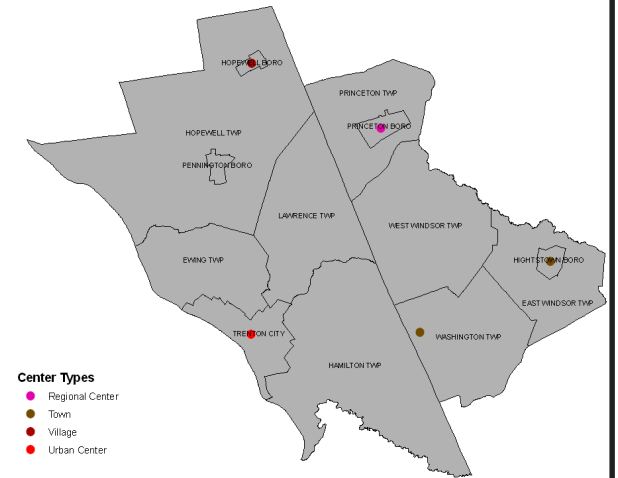 HOPEWELL BORO
PRINCETON TWP
PRINCETON BORO
HOPEWELL TWP
PENNINGTON BORO
LAWRENCE TWP
WEST WINDSOR TWP
EWING TWP
HIGHTSTOWN BORO
EAST WINDSOR TWP
TRENTON CITY
WASHINGTON TWP
HAMILTON TWP
Center Types
Regional Center
Town
Village
Urban Center